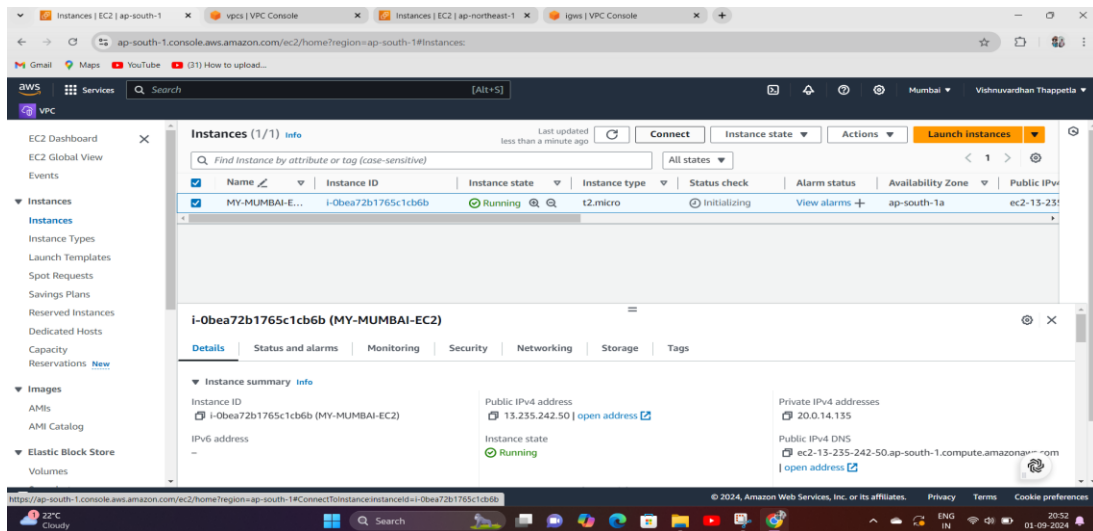 Instances | EC2 | ap-south-1
vpcs | VPC Console
Instances | EC2 | ap-northeast-1
igws | VPC Console
ap-south-1.console.aws.amazon.com/ec2/home?region=ap-south-1#Instances:
Gmail Maps YouTube (31) How to upload...
aws Services Search [Alt+S] Mumbai Vishnuvardhan Thappetla
VPC
EC2 Dashboard
EC2 Global View
Events
Instances
Instances
Instance Types
Launch Templates
Spot Requests
Savings Plans
Reserved Instances
Dedicated Hosts
Capacity
Reservations New
Images
AMIs
AMI Catalog
Elastic Block Store
Volumes
Instances (1/1) Info
Last updated
less than a minute ago
Connect Instance state Actions Launch instances
Find Instance by attribute or tag (case-sensitive) All states 1
Name Instance ID Instance state Instance type Status check Alarm status Availability Zone Public IPv
MY-MUMBAI-E... i-0bea72b1765c1cb6b Running t2.micro Initializing View alarms + ap-south-1a ec2-13-235
i-0bea72b1765c1cb6b (MY-MUMBAI-EC2)
Details Status and alarms Monitoring Security Networking Storage Tags
Instance summary Info
Instance ID Public IPv4 address Private IPv4 addresses
i-0bea72b1765c1cb6b (MY-MUMBAI-EC2) 13.235.242.50 | open address 20.0.14.135
IPv6 address Instance state Public IPv4 DNS
– Running ec2-13-235-242-50.ap-south-1.compute.amazonaws.com
| open address
https://ap-south-1.console.aws.amazon.com/ec2/home?region=ap-south-1#ConnectToInstance:instanceId=i-0bea72b1765c1cb6b
© 2024, Amazon Web Services, Inc. or its affiliates. Privacy Terms Cookie preferences
22°C
Cloudy
Search
ENG
IN
20:52
01-09-2024